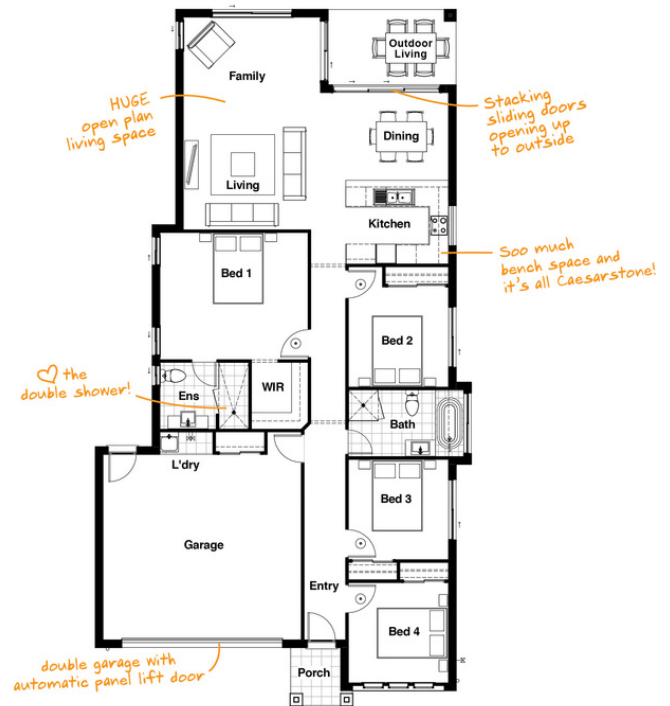 Outdoor
Living
Family
HUGE
open plan
living space
Stacking
sliding doors
opening up
to outside
Dining
Living
Kitchen
Soo much
bench space and
it's all Caesarstone!
Bed 1
Bed 2
♡ the
double shower!
WIR
Ens
Bath
L'dry
Bed 3
Garage
Entry
Bed 4
double garage with
automatic panel lift door
Porch